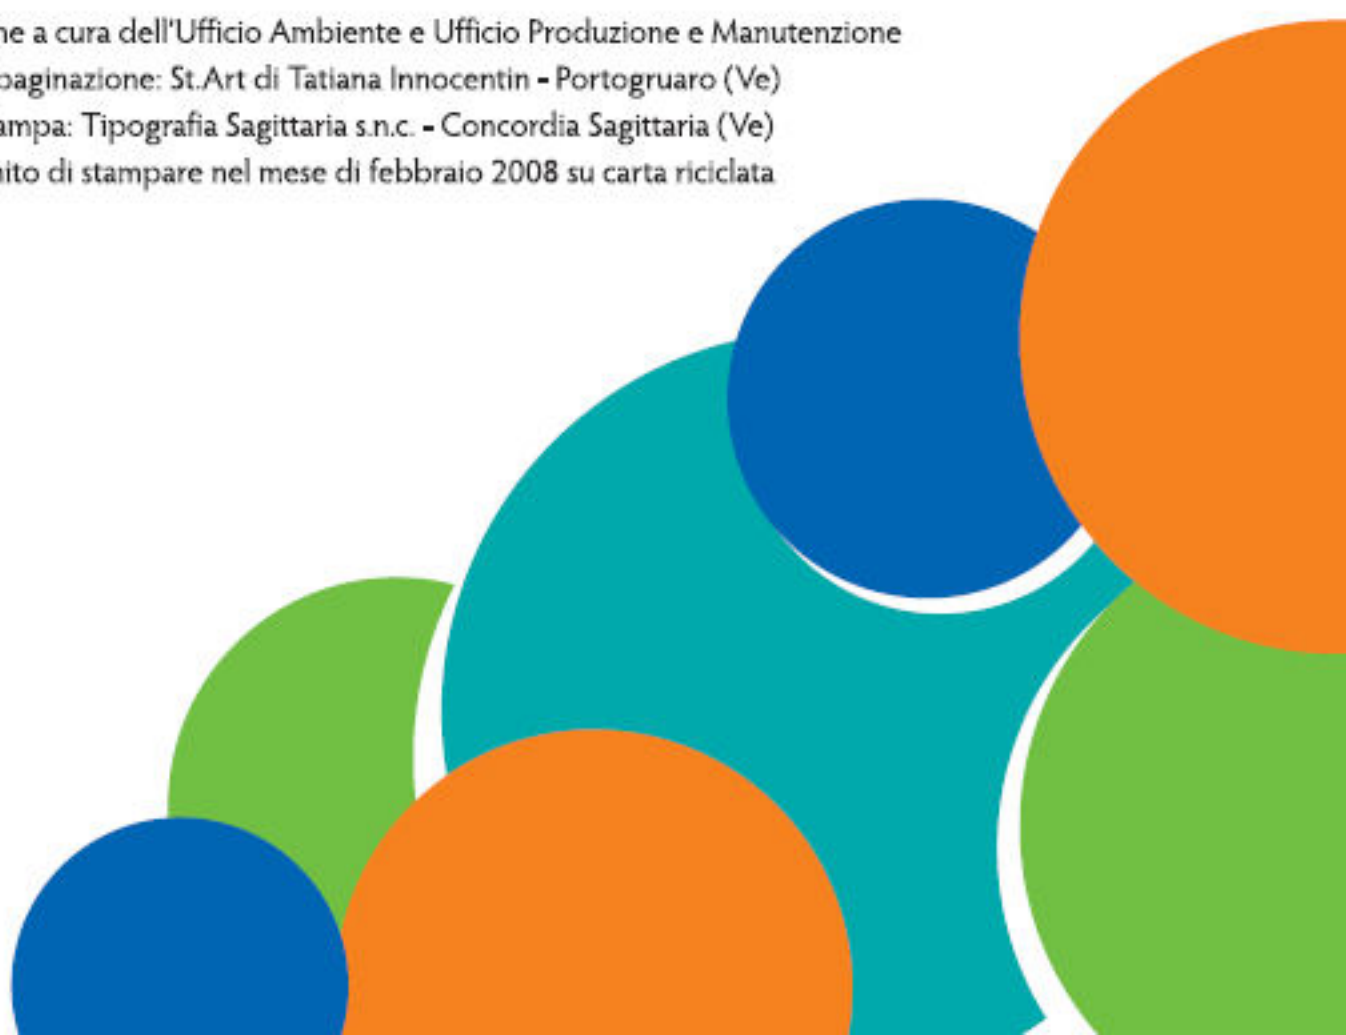 ne a cura dell'Ufficio Ambiente e Ufficio Produzione e Manutenzione
paginazione: St.Art di Tatiana Innocentin - Portogruaro (Ve)
ampa: Tipografia Sagittaria s.n.c. - Concordia Sagittaria (Ve)
nito di stampare nel mese di febbraio 2008 su carta riciclata